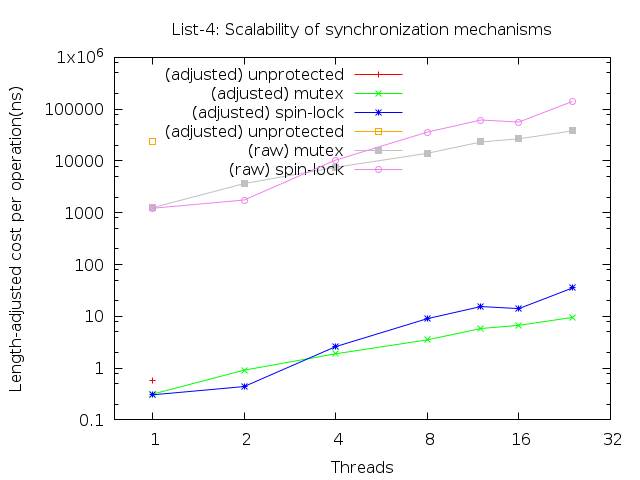 List-4: Scalability of synchronization mechanisms
Length-adjusted cost per operation(ns)
1x10^6
100000
10000
1000
100
10
1
0.1
(adjusted) unprotected
(adjusted) mutex
(adjusted) spin-lock
(adjusted) unprotected
(raw) mutex
(raw) spin-lock
1 2 4 8 16 32
Threads